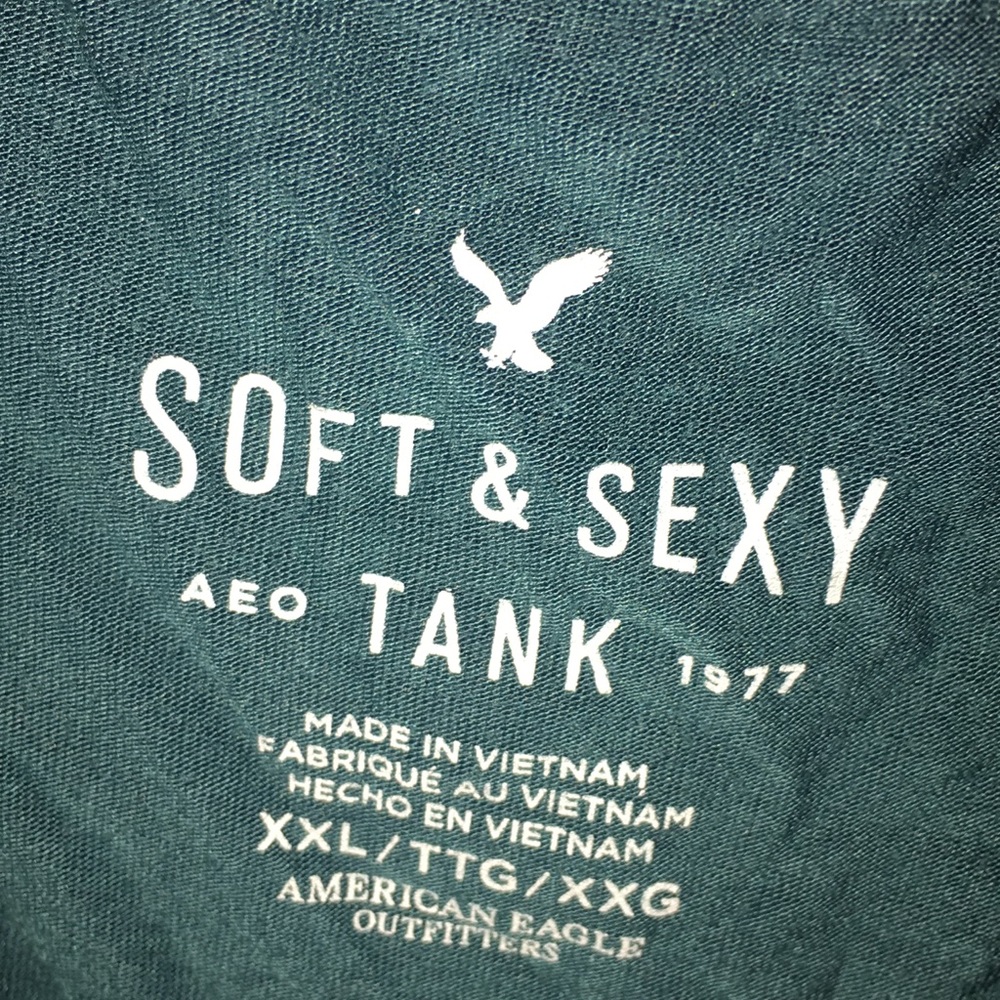 SOFT & SEXY
AEO TANK 1977
MADE IN VIETNAM
FABRIQUÉ AU VIETNAM
HECHO EN VIETNAM
XXL/TTG/XXG
AMERICAN EAGLE
OUTFITTERS